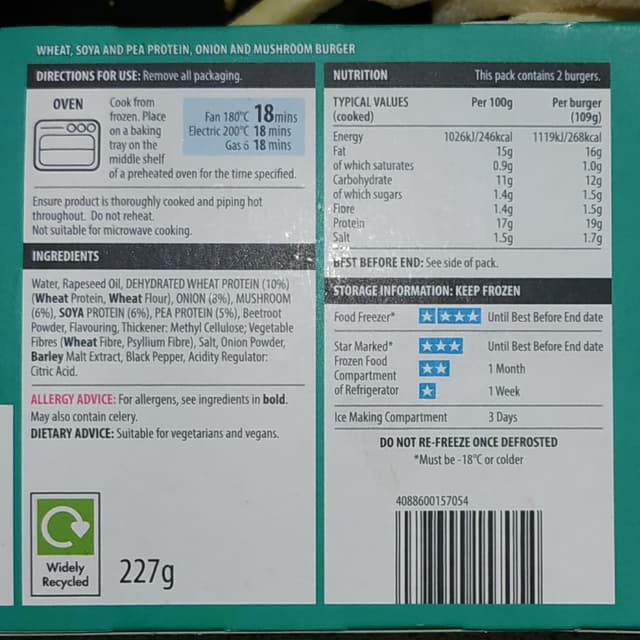 WHEAT, SOYA AND PEA PROTEIN, ONION AND MUSHROOM BURGER
DIRECTIONS FOR USE: Remove all packaging.
OVEN
Cook from
frozen. Place
on a baking
tray on the
middle shelf
of a preheated oven for the time specified.
Fan 180°C 18mins
Electric 200°C 18 mins
Gas 6 18 mins
Ensure product is thoroughly cooked and piping hot
throughout. Do not reheat.
Not suitable for microwave cooking.
INGREDIENTS
Water, Rapeseed Oil, DEHYDRATED WHEAT PROTEIN (10%)
(Wheat Protein, Wheat Flour), ONION (8%), MUSHROOM
(6%), SOYA PROTEIN (6%), PEA PROTEIN (5%), Beetroot
Powder, Flavouring, Thickener: Methyl Cellulose; Vegetable
Fibres (Wheat Fibre, Psyllium Fibre), Salt, Onion Powder,
Barley Malt Extract, Black Pepper, Acidity Regulator:
Citric Acid.
ALLERGY ADVICE: For allergens, see ingredients in bold.
May also contain celery.
DIETARY ADVICE: Suitable for vegetarians and vegans.
Widely
Recycled
227g
NUTRITION This pack contains 2 burgers.
TYPICAL VALUES Per 100g Per burger
(cooked) (109g)
Energy 1026kJ/246kcal 1119kJ/268kcal
Fat 15g 16g
of which saturates 0.9g 1.0g
Carbohydrate 11g 12g
of which sugars 1.4g 1.5g
Fibre 1.4g 1.5g
Protein 17g 19g
Salt 1.5g 1.7g
BEST BEFORE END: See side of pack.
STORAGE INFORMATION: KEEP FROZEN
Food Freezer* Until Best Before End date
Star Marked* Until Best Before End date
Frozen Food
Compartment 1 Month
of Refrigerator 1 Week
Ice Making Compartment 3 Days
DO NOT RE-FREEZE ONCE DEFROSTED
*Must be -18°C or colder
4088600157054